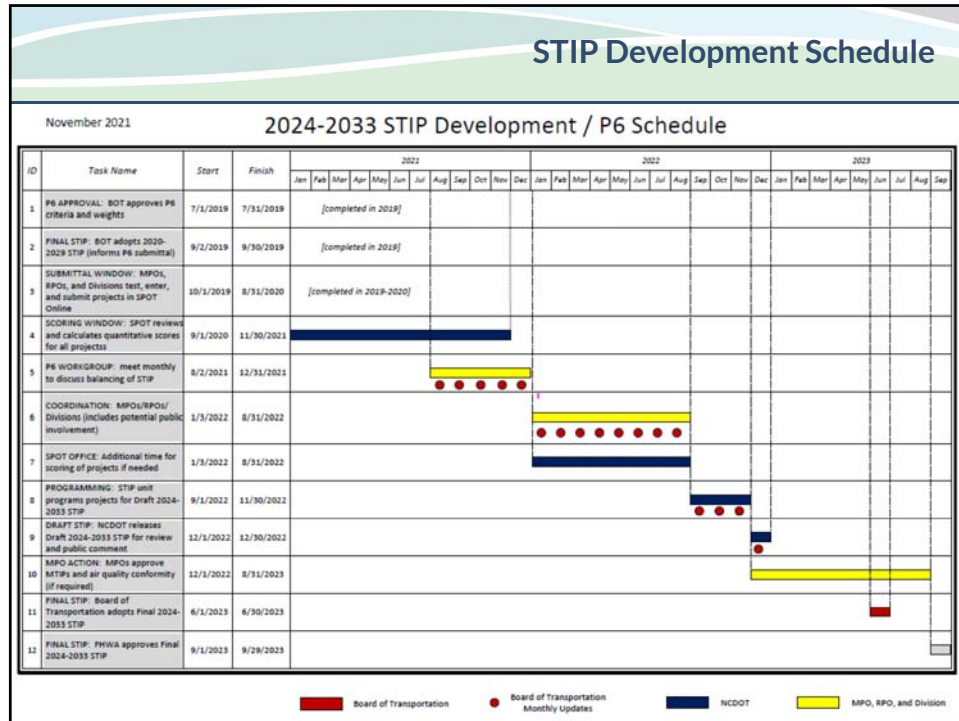 STIP Development Schedule
November 2021
2024-2033 STIP Development / P6 Schedule
ID Task Name Start Finish 2021 2022 2023
Jan Feb Mar Apr May Jun Jul Aug Sep Oct Nov Dec Jan Feb Mar Apr May Jun Jul Aug Sep Oct Nov Dec Jan Feb Mar Apr May Jun Jul Aug Sep
1 P6 APPROVAL: BOT approves P6 7/1/2019 7/31/2019 [completed in 2019]
criteria and weights
2 FINAL STIP: BOT adopts 2020- 9/2/2019 9/30/2019 [completed in 2019]
2029 STIP (informs P6 submittal)
SUBMITTAL WINDOW: MPOs,
3 RPOs, and Divisions test, enter, 10/1/2019 8/31/2020 [completed in 2019-2020]
and submit projects in SPOT
Online
SCORING WINDOW: SPOT reviews
4 and calculates quantitative scores 9/1/2020 11/30/2021
for all projectss
5 P6 WORKGROUP: meet monthly 8/2/2021 12/31/2021
to discuss balancing of STIP
COORDINATION: MPOs/RPOs/
6 Divisions (includes potential public 1/3/2022 8/31/2022
involvement)
7 SPOT OFFICE: Additional time for 1/3/2022 8/31/2022
scoring of projects if needed
PROGRAMMING: STIP unit
8 programs projects for Draft 2024- 9/1/2022 11/30/2022
2033 STIP
DRAFT STIP: NCDOT releases
9 Draft 2024-2033 STIP for review 12/1/2022 12/30/2022
and public comment
MPO ACTION: MPOs approve
10 MTIPs and air quality conformity 12/1/2022 8/31/2023
(if required)
FINAL STIP: Board of
11 Transportation adopts Final 2024- 6/1/2023 6/30/2023
2033 STIP
12 FINAL STIP: FHWA approves Final 9/1/2023 9/29/2023
2024-2033 STIP
Board of Transportation
Board of Transportation
Monthly Updates
NCDOT
MPO, RPO, and Division